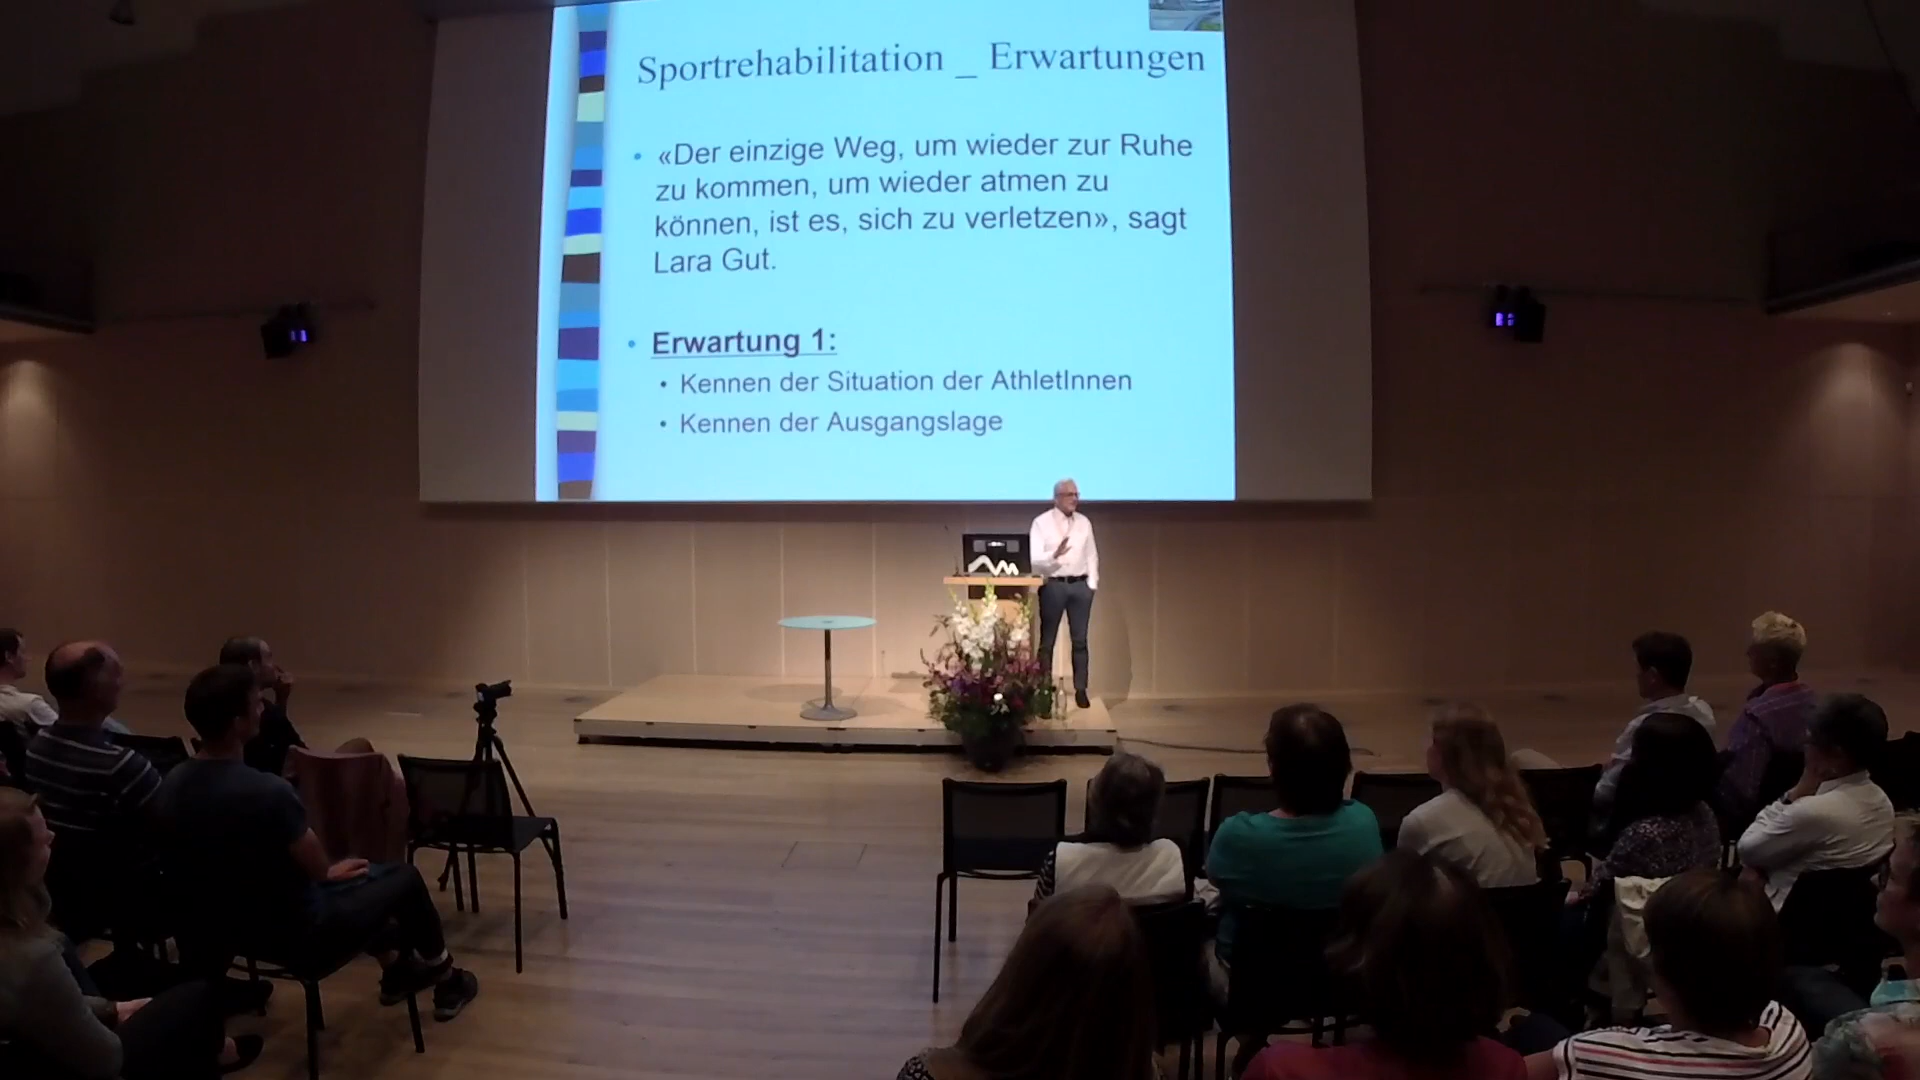 Sportrehabilitation _ Erwartungen
• «Der einzige Weg, um wieder zur Ruhe
zu kommen, um wieder atmen zu
können, ist es, sich zu verletzen», sagt
Lara Gut.
• Erwartung 1:
• Kennen der Situation der AthletInnen
• Kennen der Ausgangslage